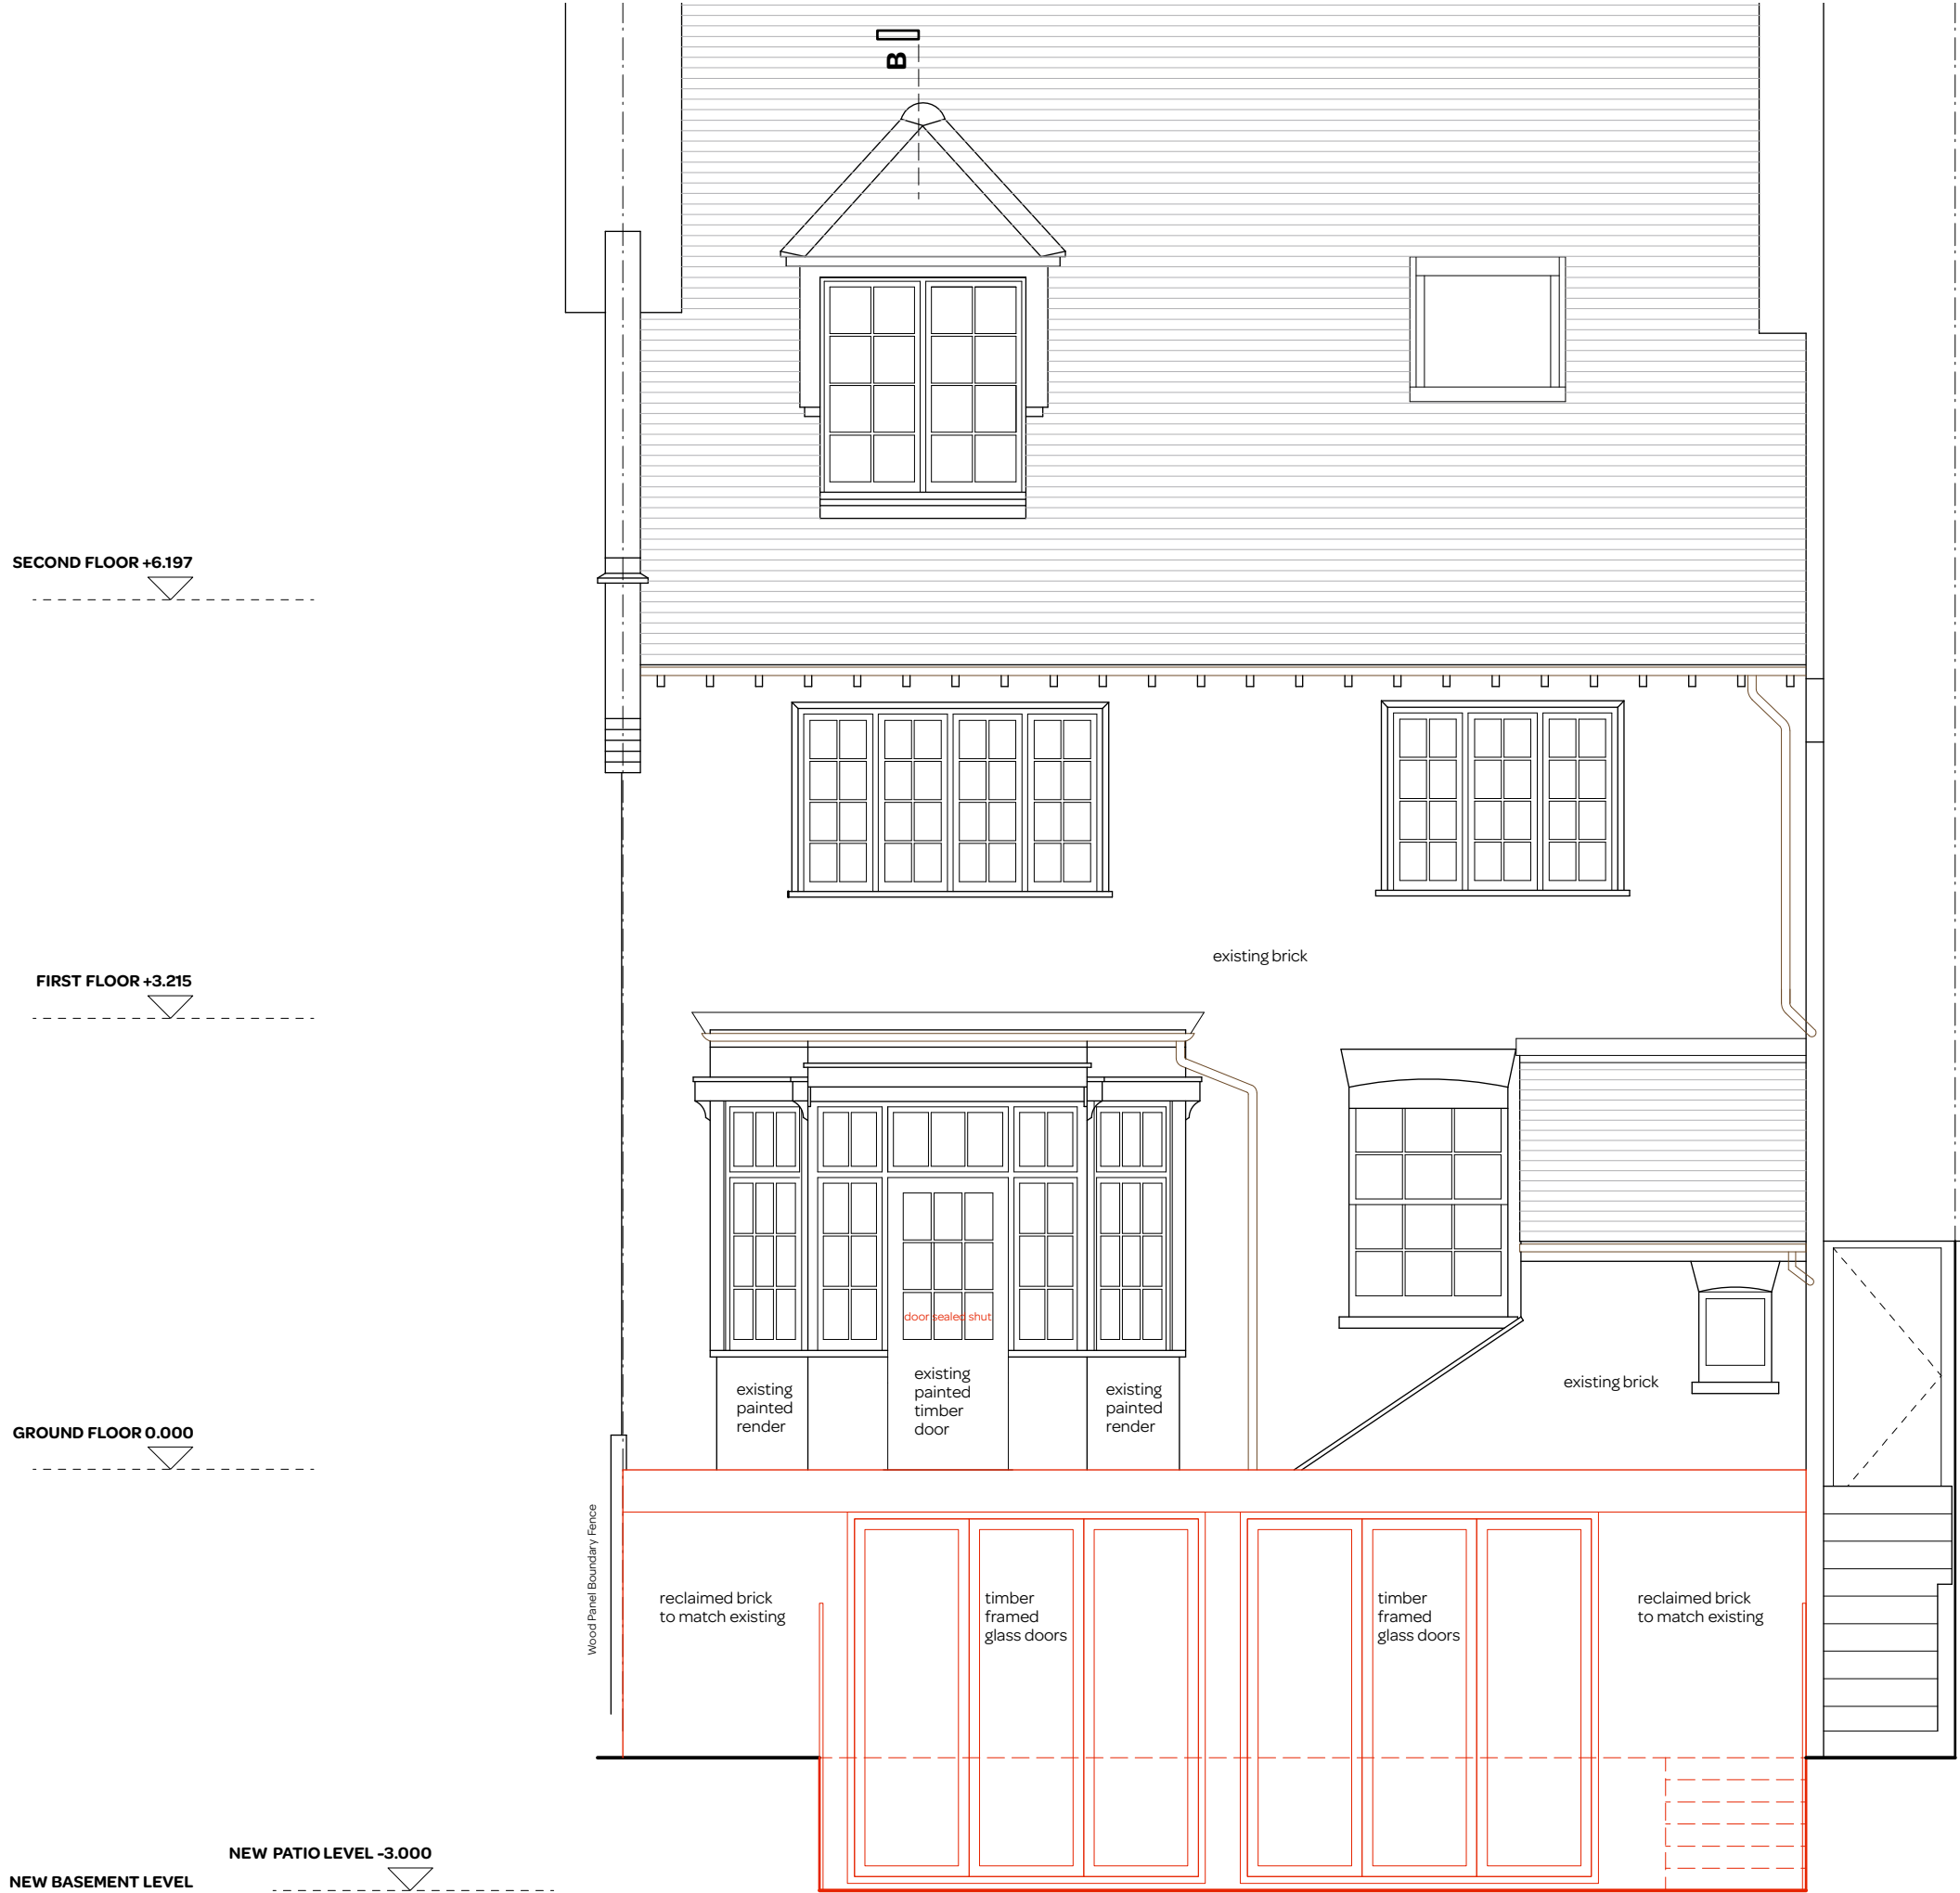 B
SECOND FLOOR +6.197
existing brick
FIRST FLOOR +3.215
door sealed shut
existing
painted
timber
door
existing
painted
render
existing
painted
render
existing brick
GROUND FLOOR 0.000
Wood Panel Boundary Fence
reclaimed brick
to match existing
timber
framed
glass doors
timber
framed
glass doors
reclaimed brick
to match existing
NEW PATIO LEVEL -3.000
NEW BASEMENT LEVEL